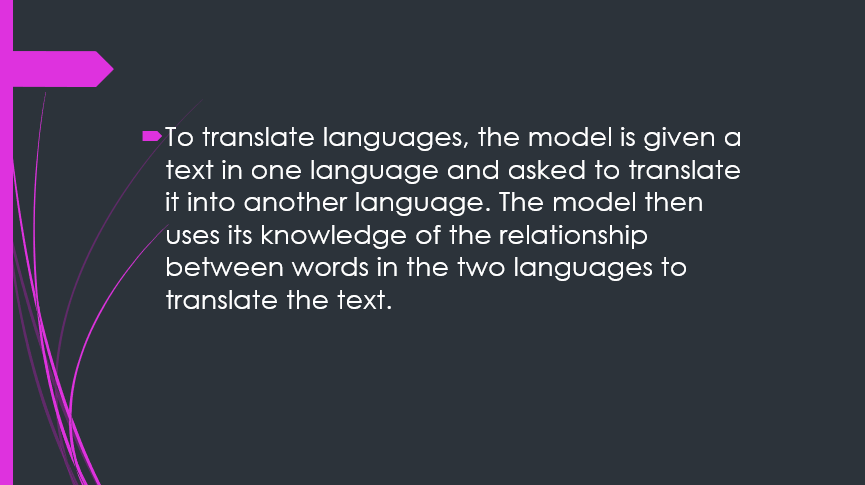 To translate languages, the model is given a
text in one language and asked to translate
it into another language. The model then
uses its knowledge of the relationship
between words in the two languages to
translate the text.